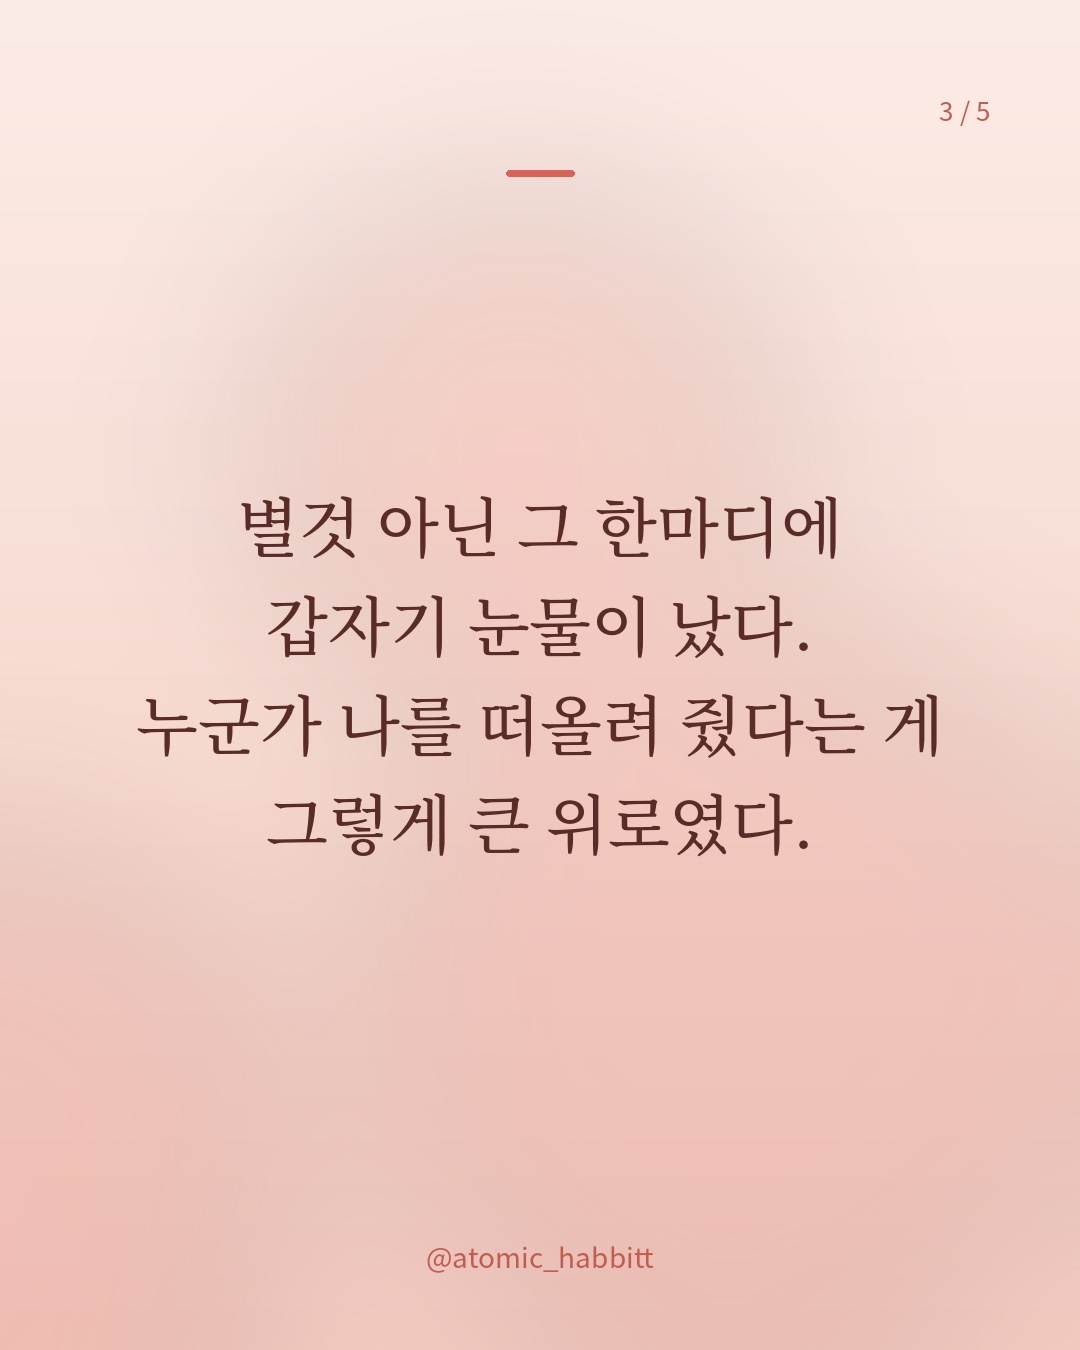 3 / 5
별것 아닌 그 한마디에
갑자기 눈물이 났다.
누군가 나를 떠올려 줬다는 게
그렇게 큰 위로였다.
@atomic_habbitt